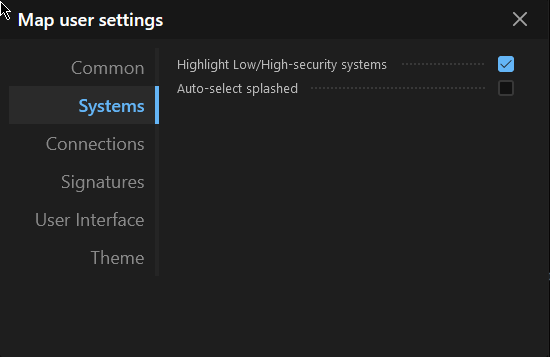 Map user settings
Common
Systems
Connections
Signatures
User Interface
Theme
Highlight Low/High-security systems
Auto-select splashed